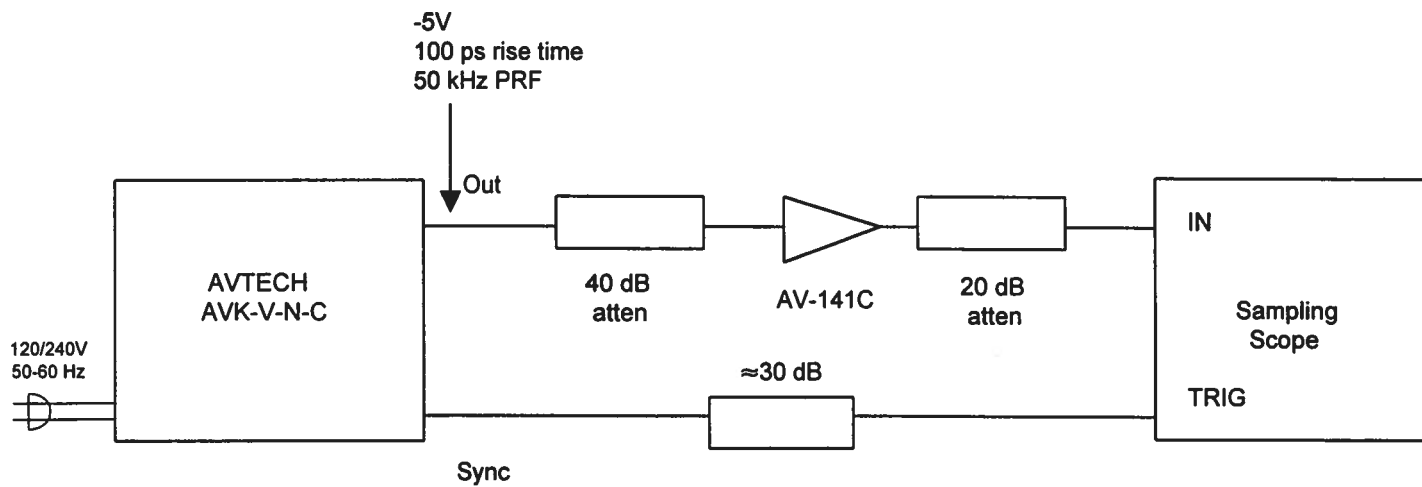 -5V
100 ps rise time
50 kHz PRF
Out
AVTECH
AVK-V-N-C
40 dB
atten
AV-141C
20 dB
atten
IN
Sampling
Scope
TRIG
120/240V
50-60 Hz
≈30 dB
Sync